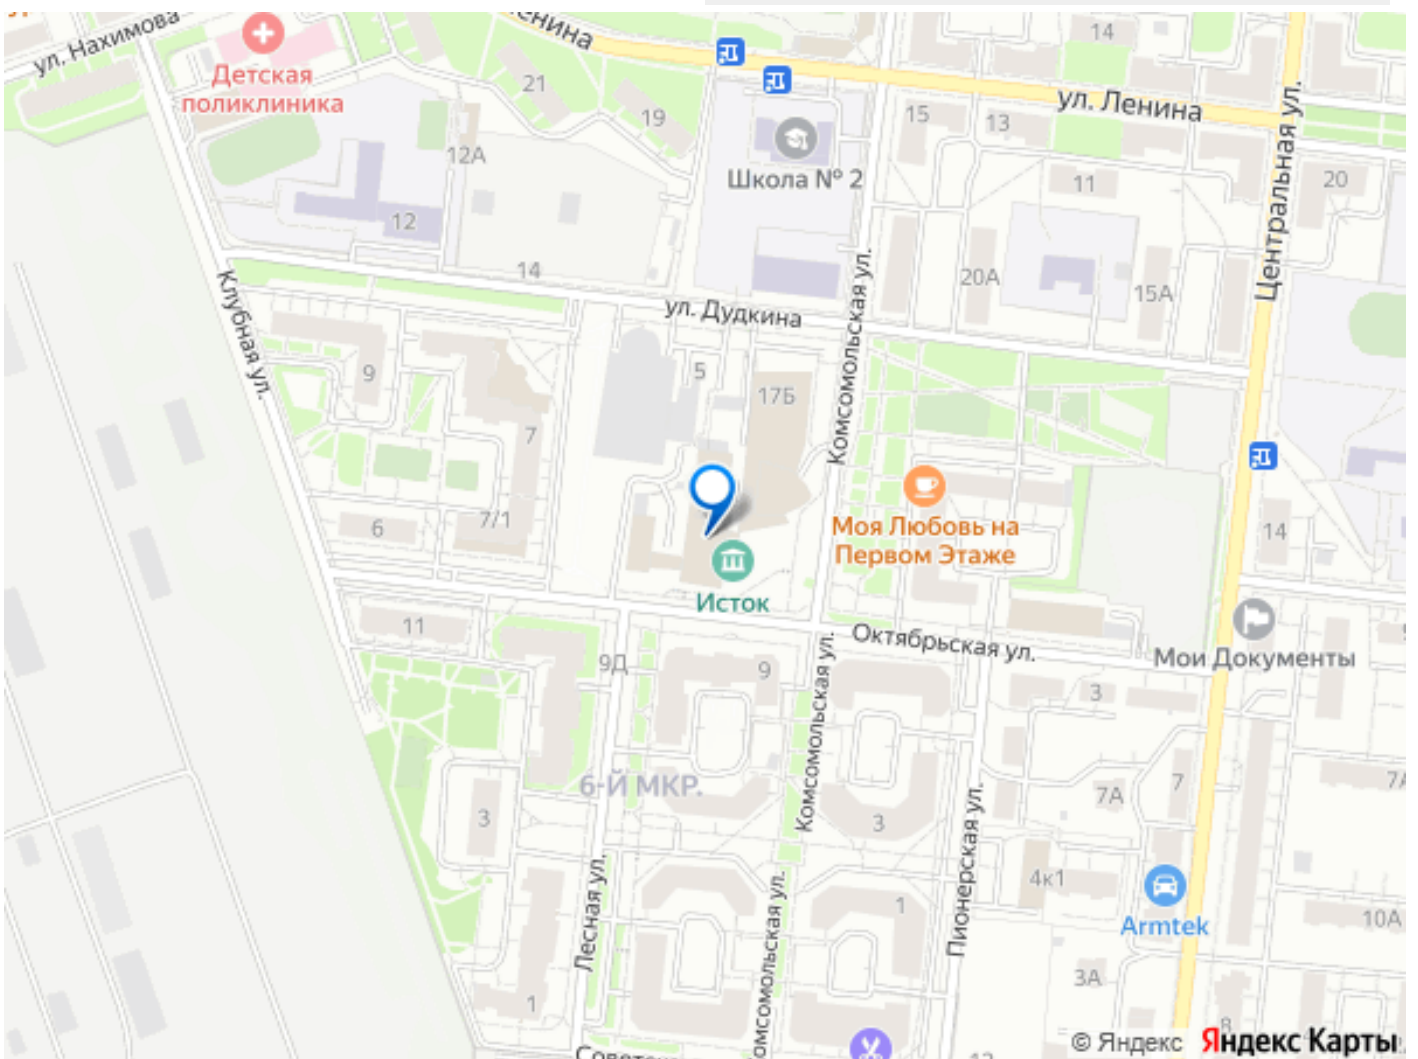 ул. Нахимова
Детская
поликлиника
21
19
ул. Ленина
14
15
13
11
20
12А
Школа № 2
12
14
20А
15А
Центральная ул.
Клубная ул.
ул. Дудкина
Комсомольская ул.
9
5
17Б
7
6
7/1
Моя Любовь на
Первом Этаже
14
Исток
11
9Д
9
Октябрьская ул.
Мои Документы
Комсомольская ул.
3
6-Й МКР.
7А
7
3
3
4к1
Пионерская ул.
Лесная ул.
Комсомольская ул.
1
Armtek
10А
3А
1
© Яндекс
Яндекс Карты